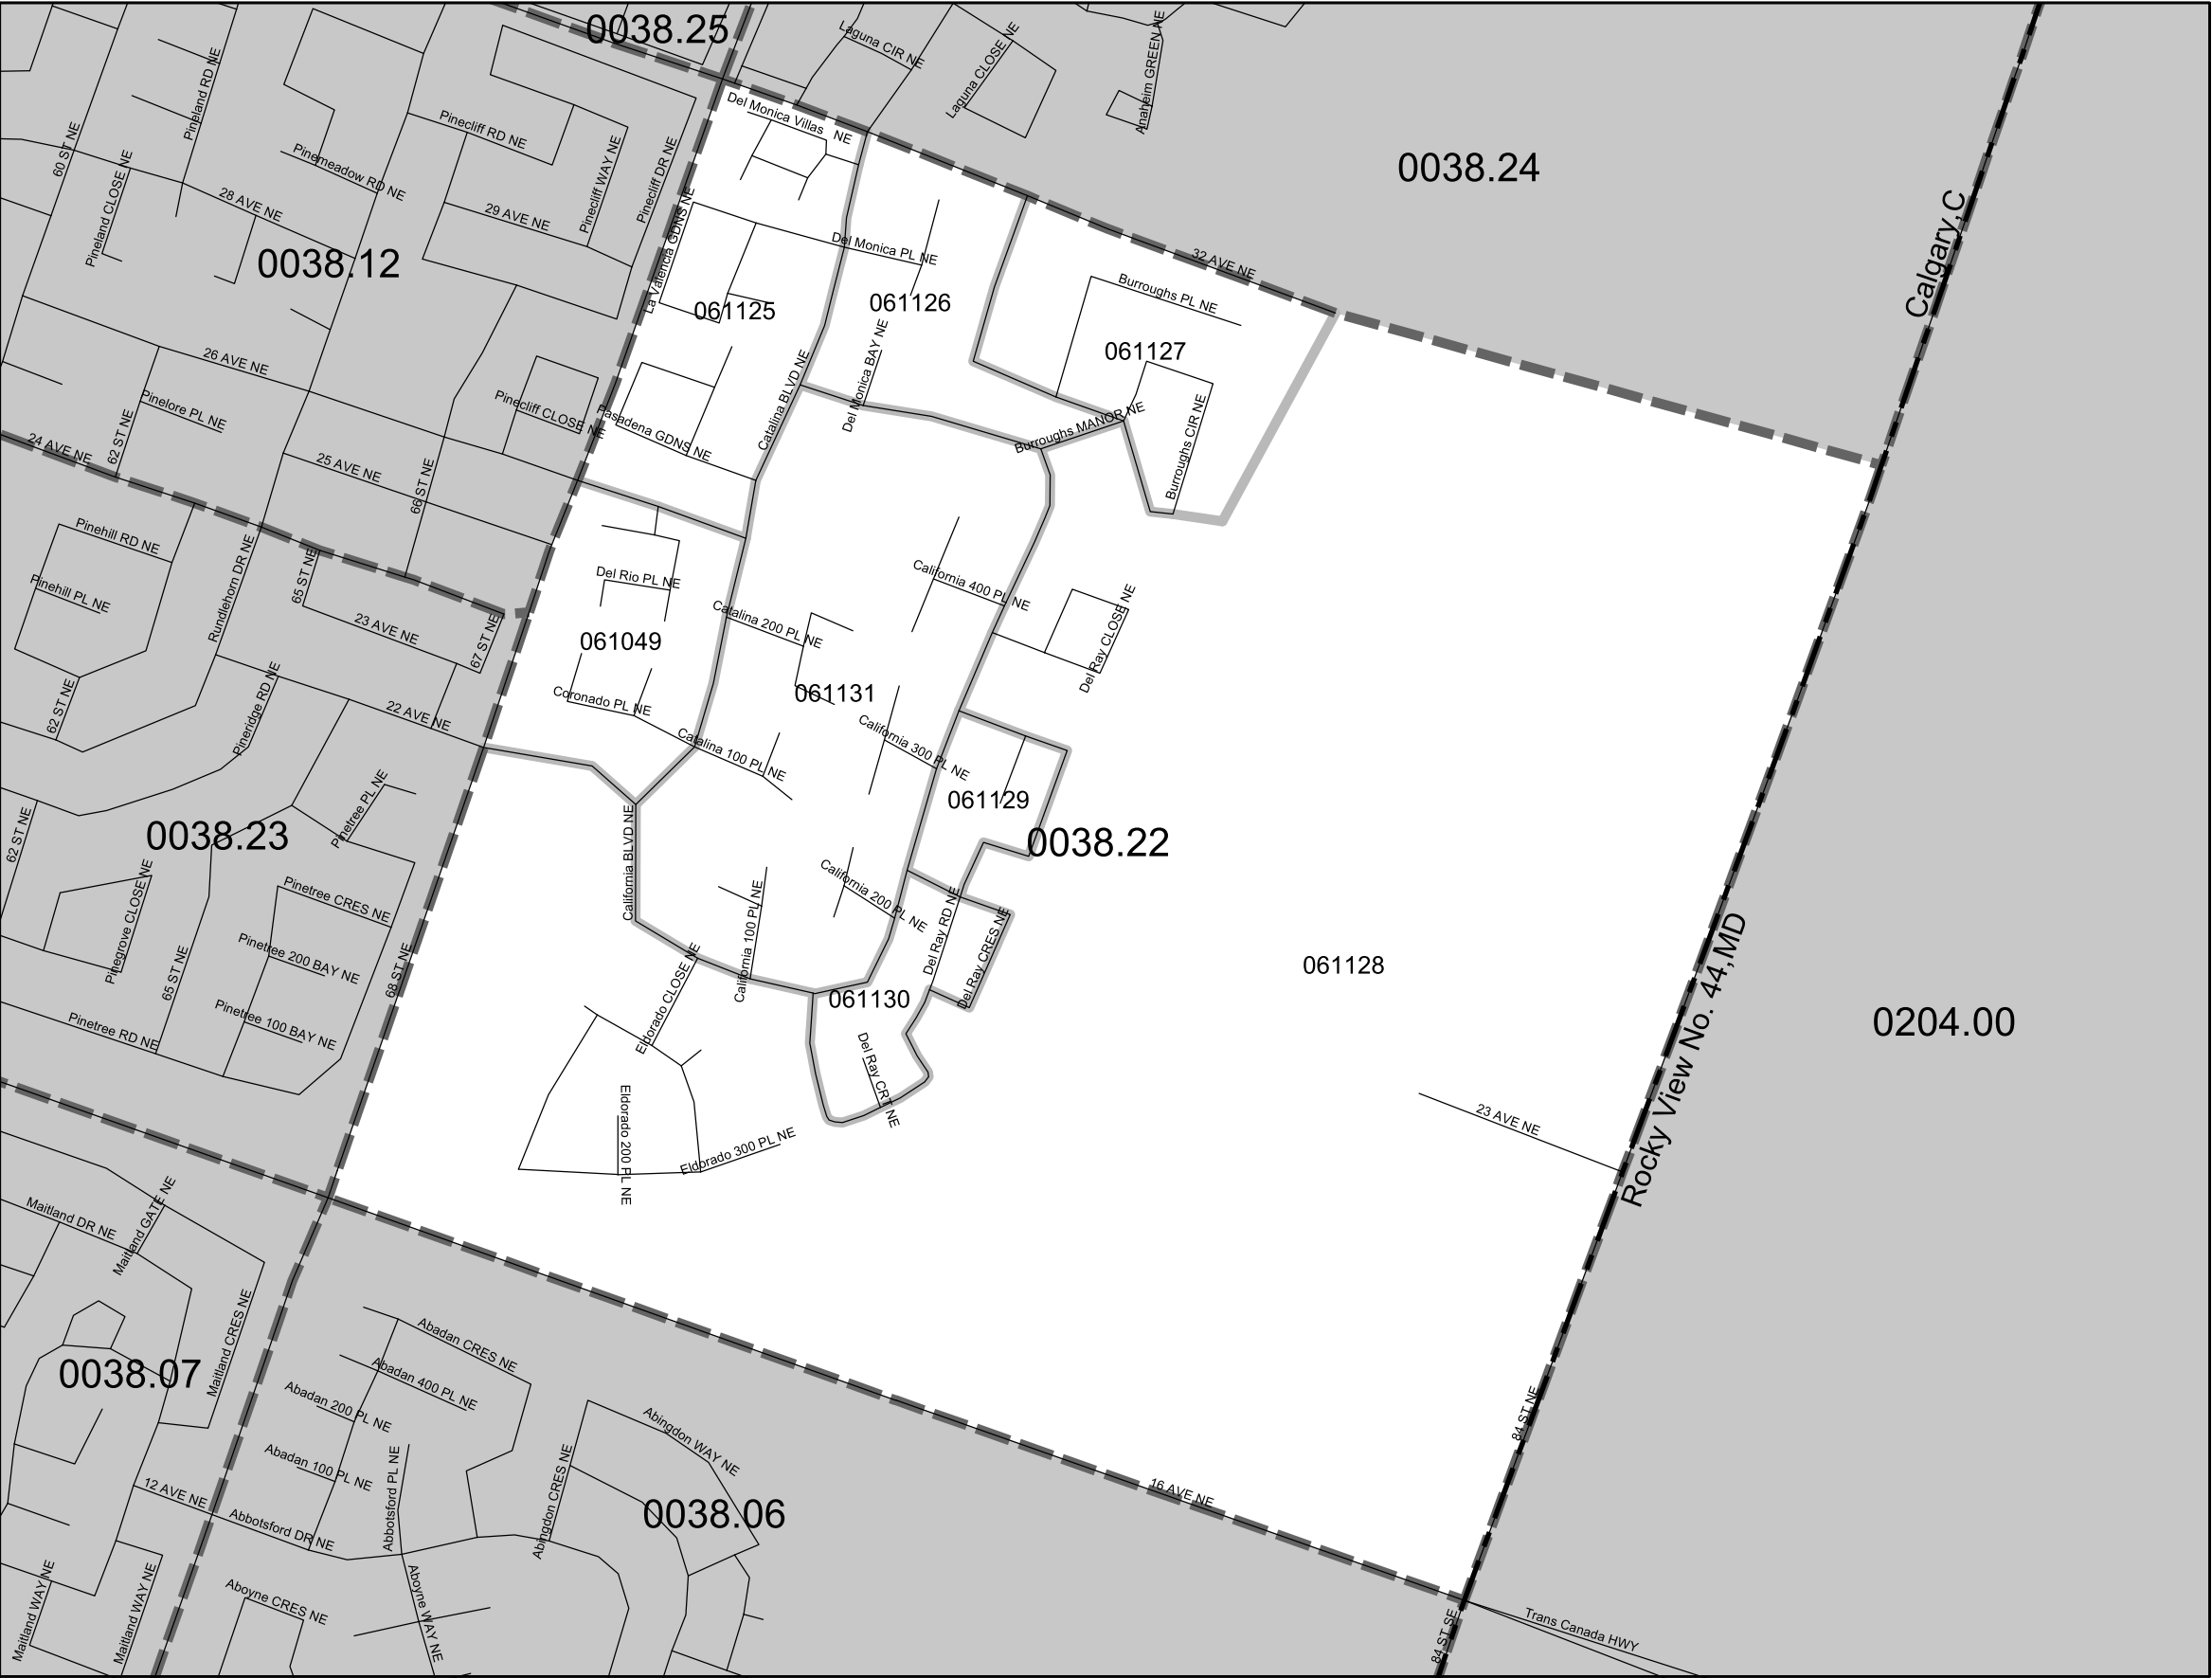 0038.25
Laguna CIR NE
Laguna CLOSE NE
Anaheim GREEN NE
Pineland RD NE
60 ST NE
Pineland CLOSE NE
Pinemeadow RD NE
Pinecliff RD NE
Pinecliff WAY NE
Pinecliff DR NE
Del Monica Villas NE
0038.24
Calgary,C
28 AVE NE
29 AVE NE
0038.12
La Valencia GDNS NE
Del Monica PL NE
32 AVE NE
Burroughs PL NE
061125
061126
061127
26 AVE NE
Pinelore PL NE
62 ST NE
24 AVE NE
25 AVE NE
66 ST NE
Pinecliff CLOSE NE
Pasadena GDNS NE
Catalina BLVD NE
Del Monica BAY NE
Burroughs MANOR NE
Burroughs CIR NE
Pinehill RD NE
Pinehill PL NE
Rundlehorn DR NE
65 ST NE
23 AVE NE
67 ST NE
Del Rio PL NE
California 400 PL NE
Catalina 200 PL NE
Del Ray CLOSE NE
061049
061131
62 ST NE
Pineridge RD NE
22 AVE NE
Coronado PL NE
Catalina 100 PL NE
California 300 PL NE
061129
0038.22
62 ST NE
0038.23
Pinetree PL NE
California BLVD NE
Pinegrove CLOSE NE
Pinetree CRES NE
Pinetree 200 BAY NE
65 ST NE
68 ST NE
Pinetree 100 BAY NE
Pinetree RD NE
California 100 PL NE
California 200 PL NE
Del Ray RD NE
Del Ray CRES NE
061128
Eldorado CLOSE NE
061130
Del Ray CRT NE
Rocky View No. 44,MD
0204.00
23 AVE NE
Eldorado 200 PL NE
Eldorado 300 PL NE
Maitland DR NE
Maitland GATE NE
Maitland CRES NE
0038.07
Abadan CRES NE
Abadan 400 PL NE
Abadan 200 PL NE
Abadan 100 PL NE
Abbotsford PL NE
Abingdon WAY NE
Abingdon CRES NE
0038.06
84 ST NE
16 AVE NE
12 AVE NE
Abbotsford DR NE
Aboyne CRES NE
Aboyne WAY NE
Maitland WAY NE
Maitland WAY NE
84 ST SE
Trans Canada HWY